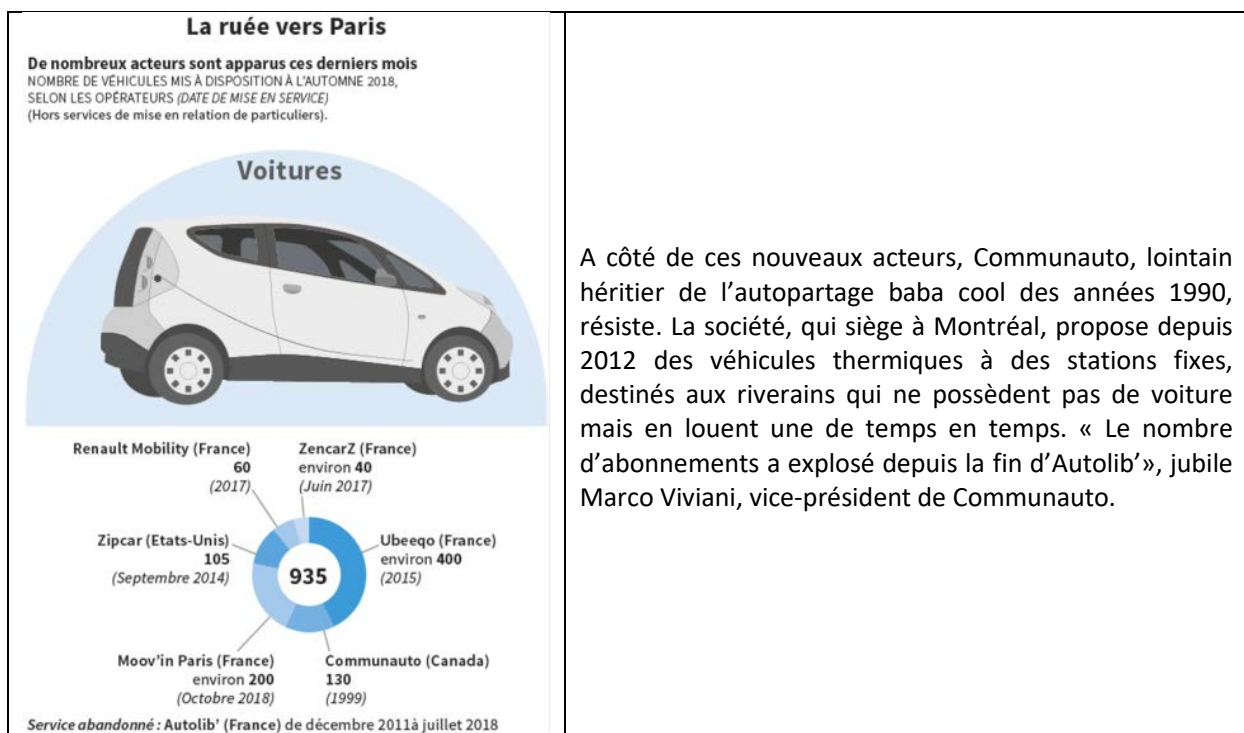 La ruée vers Paris
De nombreux acteurs sont apparus ces derniers mois
NOMBRE DE VÉHICULES MIS À DISPOSITION À L'AUTOMNE 2018,
SELON LES OPÉRATEURS (DATE DE MISE EN SERVICE)
(Hors services de mise en relation de particuliers).
Voitures
Renault Mobility (France)
60
(2017)
ZencarZ (France)
environ 40
(Juin 2017)
Zipcar (Etats-Unis)
105
(Septembre 2014)
935
Ubeeqo (France)
environ 400
(2015)
Moov'in Paris (France)
environ 200
(Octobre 2018)
Communauto (Canada)
130
(1999)
Service abandonné : Autolib' (France) de décembre 2011à juillet 2018
A côté de ces nouveaux acteurs, Communauto, lointain
héritier de l'autopartage baba cool des années 1990,
résiste. La société, qui siège à Montréal, propose depuis
2012 des véhicules thermiques à des stations fixes,
destinés aux riverains qui ne possèdent pas de voiture
mais en louent une de temps en temps. « Le nombre
d'abonnements a explosé depuis la fin d'Autolib'», jubile
Marco Viviani, vice-président de Communauto.